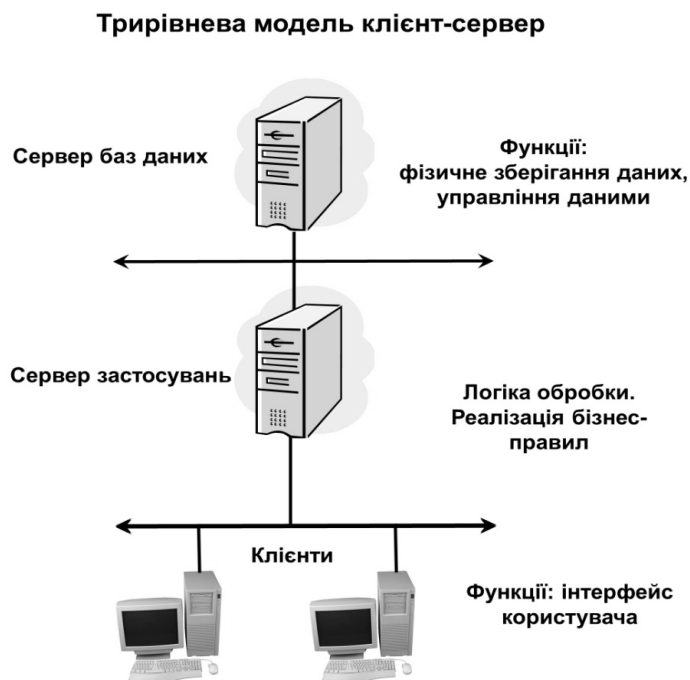 Трирівнева модель клієнт-сервер
Сервер баз даних
Функції:
фізичне зберігання даних,
управління даними
Сервер застосувань
Логіка обробки.
Реалізація бізнес-
правил
Клієнти
Функції: інтерфейс
користувача